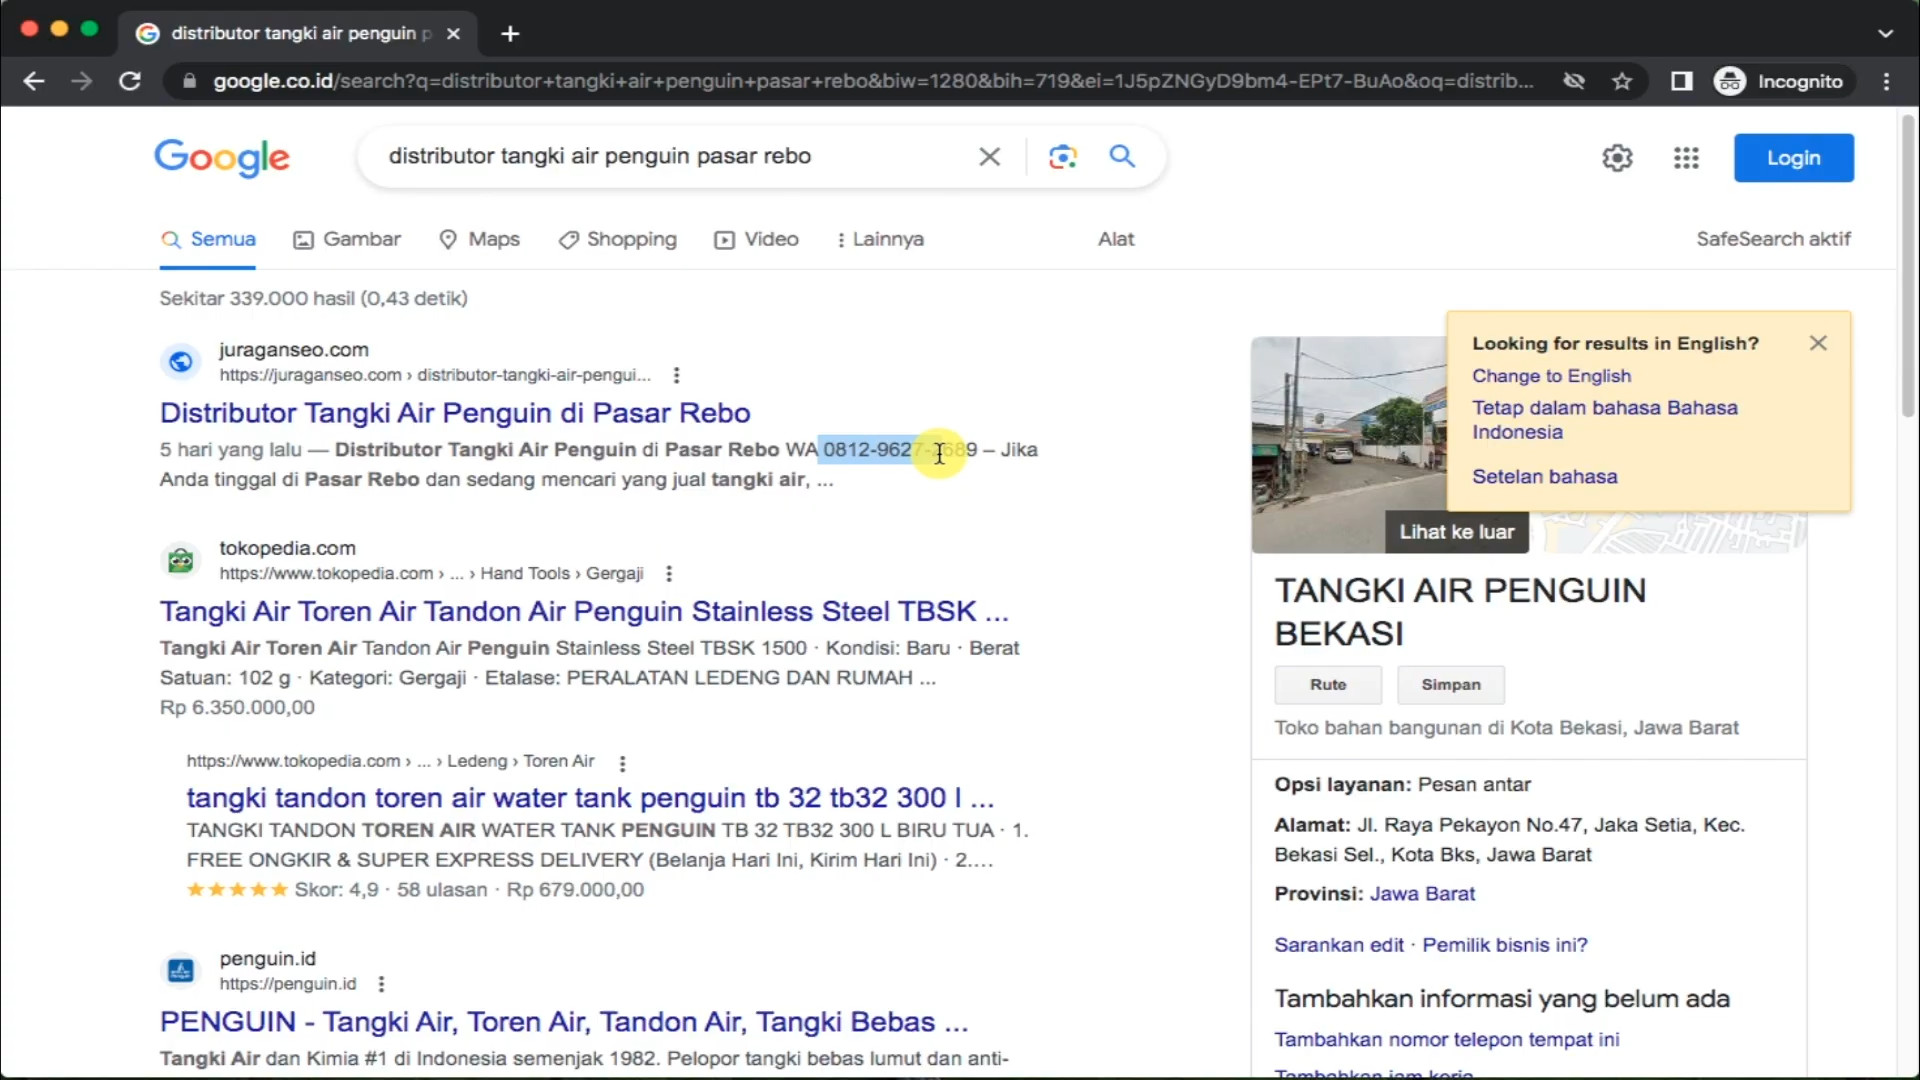 distributor tangki air penguin p
google.co.id/search?q=distributor+tangki+air+penguin+pasar+rebo&biw=1280&bih=719&ei=1J5pZNGyD9bm4-EPt7-BuAo&oq=distrib...
Incognito
Google
distributor tangki air penguin pasar rebo
Login
Semua
Gambar
Maps
Shopping
Video
Lainnya
Alat
SafeSearch aktif
Sekitar 339.000 hasil (0,43 detik)
juraganseo.com
https://juraganseo.com › distributor-tangki-air-pengui...
Distributor Tangki Air Penguin di Pasar Rebo
5 hari yang lalu — Distributor Tangki Air Penguin di Pasar Rebo WA 0812-9627-2689 – Jika
Anda tinggal di Pasar Rebo dan sedang mencari yang jual tangki air, ...
tokopedia.com
https://www.tokopedia.com › ... › Hand Tools › Gergaji
Tangki Air Toren Air Tandon Air Penguin Stainless Steel TBSK ...
Tangki Air Toren Air Tandon Air Penguin Stainless Steel TBSK 1500 · Kondisi: Baru · Berat
Satuan: 102 g · Kategori: Gergaji · Etalase: PERALATAN LEDENG DAN RUMAH ...
Rp 6.350.000,00
https://www.tokopedia.com › ... › Ledeng › Toren Air
tangki tandon toren air water tank penguin tb 32 tb32 300 l ...
TANGKI TANDON TOREN AIR WATER TANK PENGUIN TB 32 TB32 300 L BIRU TUA · 1.
FREE ONGKIR & SUPER EXPRESS DELIVERY (Belanja Hari Ini, Kirim Hari Ini) · 2....
Skor: 4,9 · 58 ulasan · Rp 679.000,00
penguin.id
https://penguin.id
PENGUIN - Tangki Air, Toren Air, Tandon Air, Tangki Bebas ...
Tangki Air dan Kimia #1 di Indonesia semenjak 1982. Pelopor tangki bebas lumut dan anti-
Looking for results in English?
Change to English
Tetap dalam bahasa Bahasa
Indonesia
Setelan bahasa
Lihat ke luar
TANGKI AIR PENGUIN
BEKASI
Rute
Simpan
Toko bahan bangunan di Kota Bekasi, Jawa Barat
Opsi layanan: Pesan antar
Alamat: Jl. Raya Pekayon No.47, Jaka Setia, Kec.
Bekasi Sel., Kota Bks, Jawa Barat
Provinsi: Jawa Barat
Sarankan edit · Pemilik bisnis ini?
Tambahkan informasi yang belum ada
Tambahkan nomor telepon tempat ini
Tambahkan jam kerja